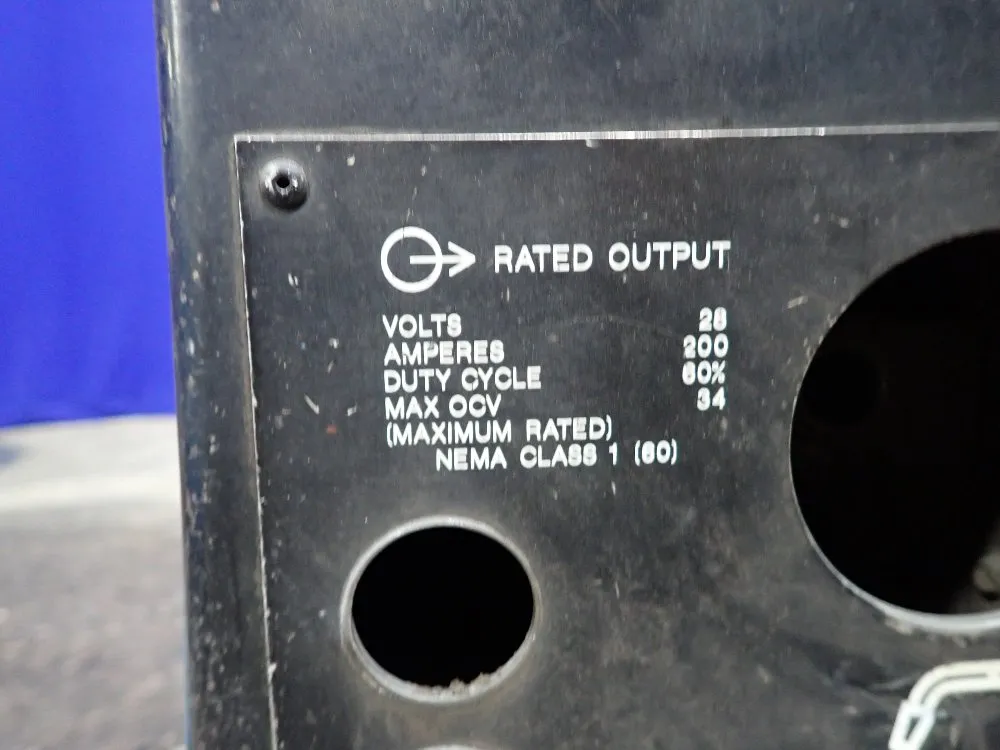 RATED OUTPUT
VOLTS 28
AMPERES 200
DUTY CYCLE 60%
MAX OCV 34
(MAXIMUM RATED)
NEMA CLASS 1 (60)